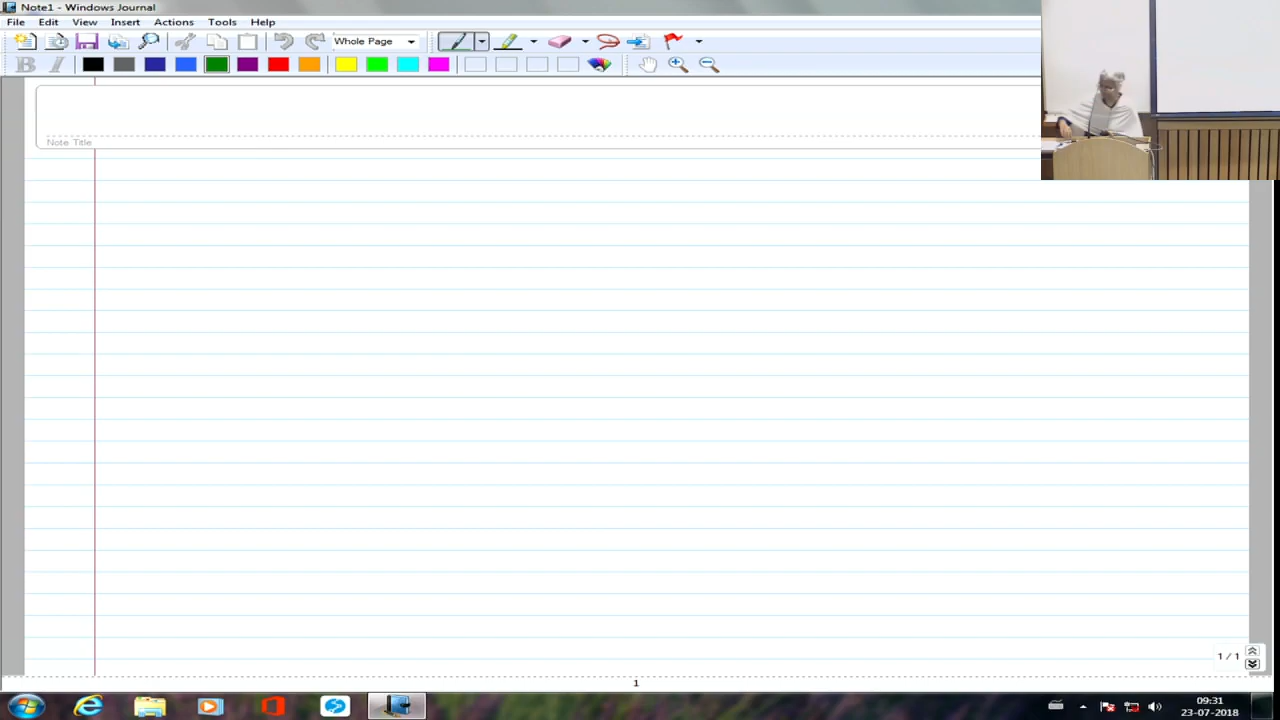 Note1 - Windows Journal
File Edit View Insert Actions Tools Help
Whole Page
B I
Note Title
1 / 1
1
09:31
23-07-2018